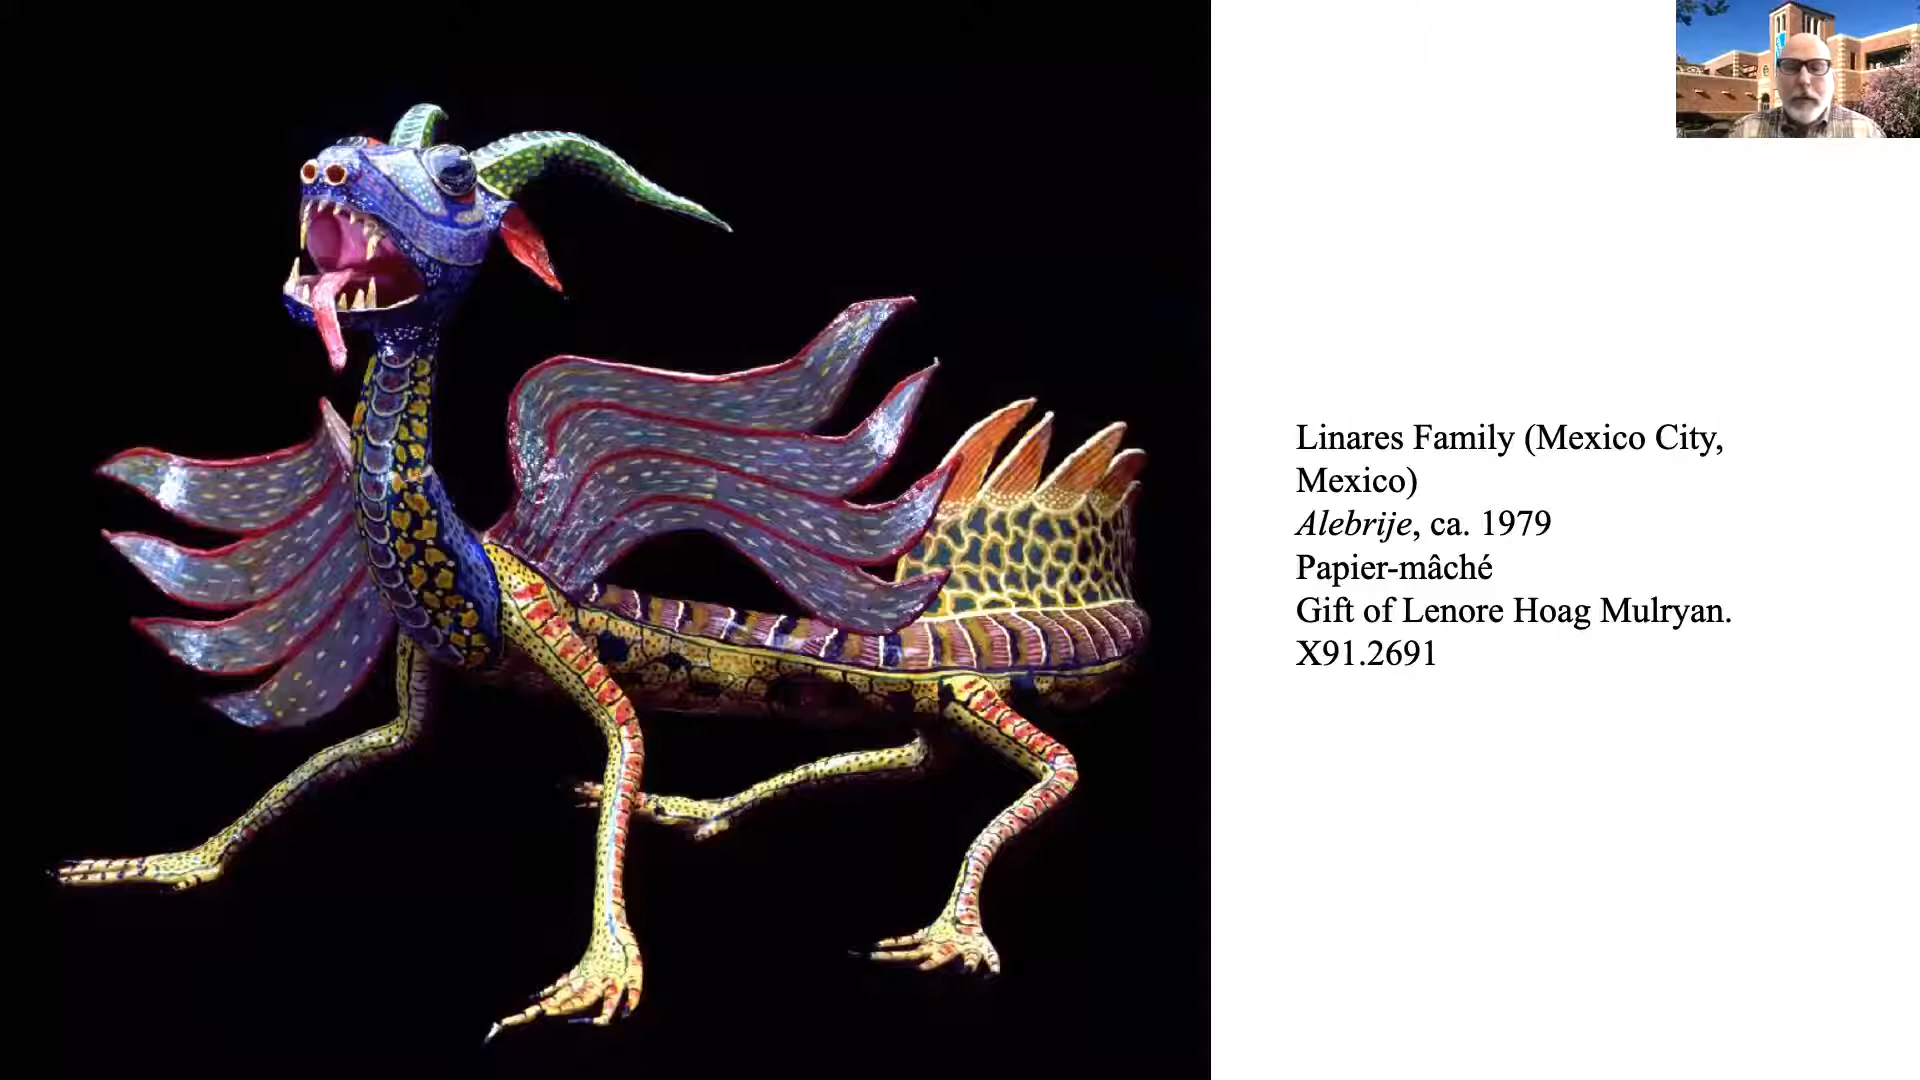 Linares Family (Mexico City,
Mexico)
Alebrije, ca. 1979
Papier-mâché
Gift of Lenore Hoag Mulryan.
X91.2691